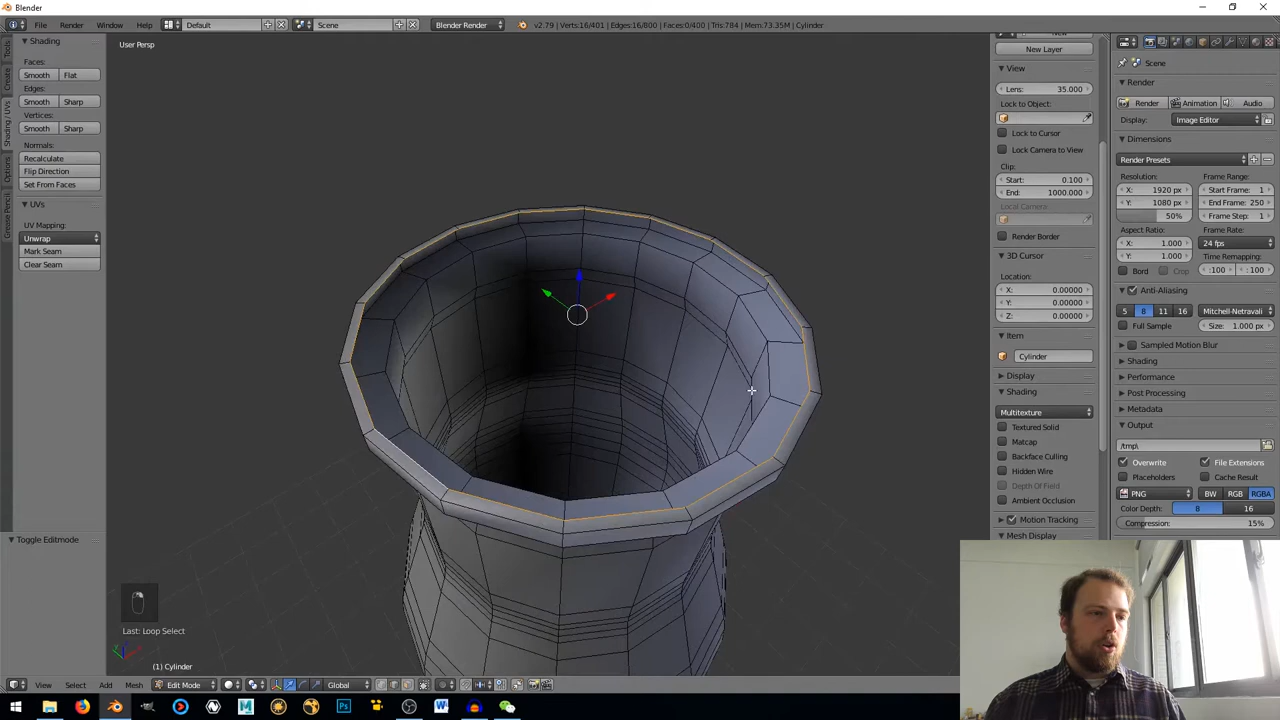 Blender
File Render Window Help Default Scene Blender Render v2.79 | Verts:16/401 | Edges:16/800 | Faces:0/400 | Tris:784 | Mem:73.35M | Cylinder
Tools
Create
Shading / UVs
Options
Grease Pencil
Shading
Faces:
Smooth Flat
Edges:
Smooth Sharp
Vertices:
Smooth Sharp
Normals:
Recalculate
Flip Direction
Set From Faces
UVs
UV Mapping:
Unwrap
Mark Seam
Clear Seam
Toggle Editmode
User Persp
Last: Loop Select
(1) Cylinder
View Select Add Mesh Edit Mode Global
New Layer
View
Lens: 35.000
Lock to Object:
Lock to Cursor
Lock Camera to View
Clip:
Start: 0.100
End: 1000.000
Local Camera:
Render Border
3D Cursor
Location:
X: 0.00000
Y: 0.00000
Z: 0.00000
Item
Cylinder
Display
Shading
Multitexture
Textured Solid
Matcap
Backface Culling
Hidden Wire
Depth Of Field
Ambient Occlusion
Motion Tracking
Mesh Display
Scene
Render
Render Animation Audio
Display: Image Editor
Dimensions
Render Presets
Resolution: Frame Range:
X: 1920 px Start Frame: 1
Y: 1080 px End Frame: 250
50% Frame Step: 1
Aspect Ratio: Frame Rate:
X: 1.000 24 fps
Y: 1.000 Time Remapping:
Bord Crop :100 :100
Anti-Aliasing
5 8 11 16 Mitchell-Netravali
Full Sample Size: 1.000 px
Sampled Motion Blur
Shading
Performance
Post Processing
Metadata
Output
/tmp\
Overwrite File Extensions
Placeholders Cache Result
PNG BW RGB RGBA
Color Depth: 8 16
Compression: 15%